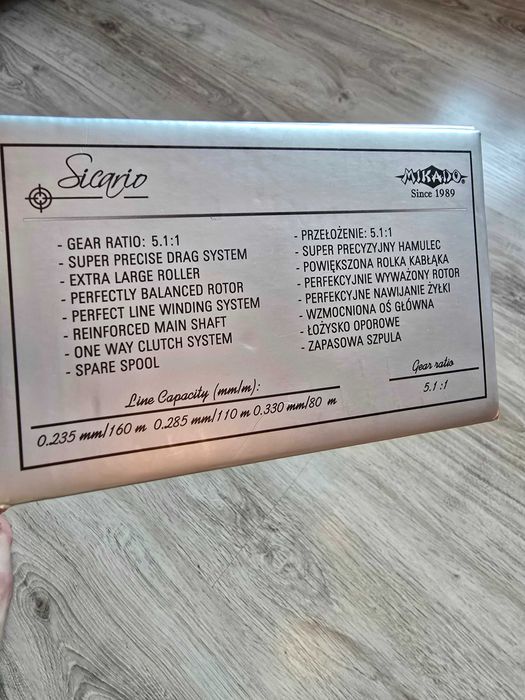 Sicario
MIKADO®
Since 1989
- GEAR RATIO: 5.1:1
- SUPER PRECISE DRAG SYSTEM
- EXTRA LARGE ROLLER
- PERFECTLY BALANCED ROTOR
- PERFECT LINE WINDING SYSTEM
- REINFORCED MAIN SHAFT
- ONE WAY CLUTCH SYSTEM
- SPARE SPOOL
- PRZEŁOŻENIE: 5.1:1
- SUPER PRECYZYJNY HAMULEC
- POWIĘKSZONA ROLKA KABŁĄKA
- PERFEKCYJNIE WYWAŻONY ROTOR
- PERFEKCYJNE NAWIJANIE ŻYŁKI
- WZMOCNIONA OŚ GŁÓWNA
- ŁOŻYSKO OPOROWE
- ZAPASOWA SZPULA
Line Capacity (mm/m):
0.235 mm/160 m 0.285 mm/110 m 0.330 mm/80 m
Gear ratio
5.1 :1